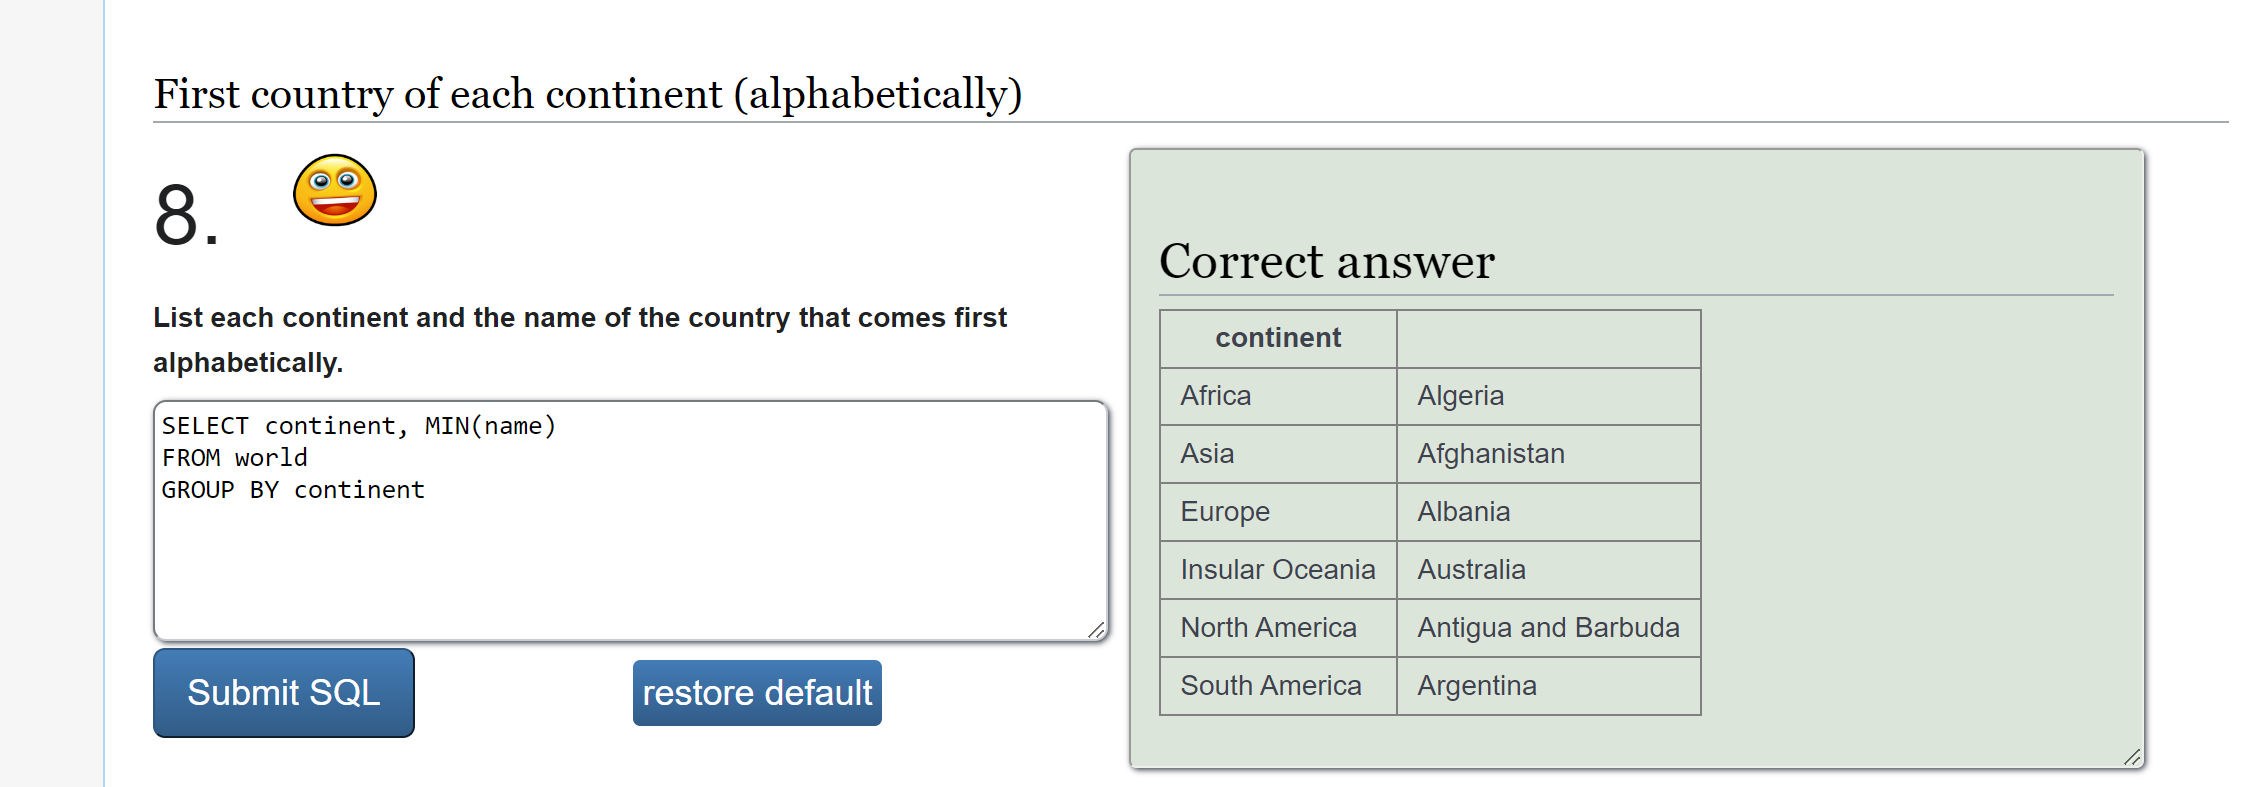 First country of each continent (alphabetically)
8.
List each continent and the name of the country that comes first
alphabetically.
SELECT continent, MIN(name)
FROM world
GROUP BY continent
Submit SQL
restore default
Correct answer
continent
Africa Algeria
Asia Afghanistan
Europe Albania
Insular Oceania Australia
North America Antigua and Barbuda
South America Argentina